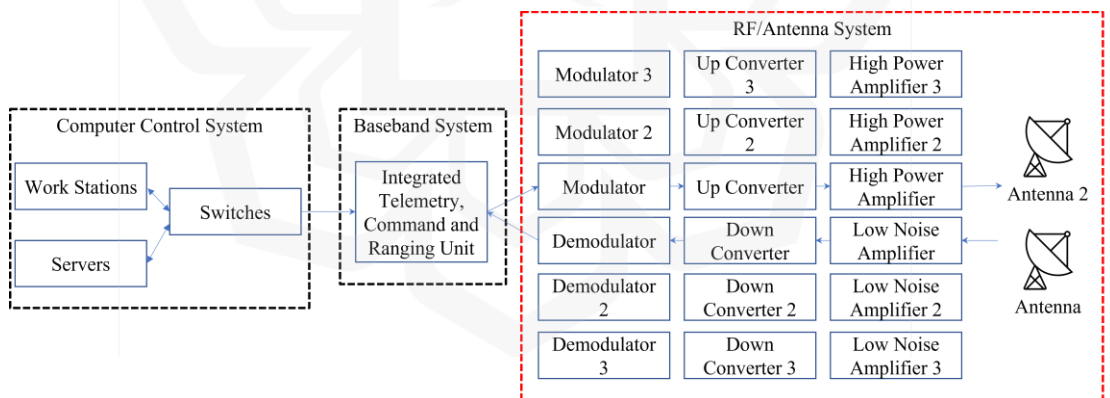 RF/Antenna System
Modulator 3
Up Converter
3
High Power
Amplifier 3
Computer Control System
Baseband System
Modulator 2
Up Converter
2
High Power
Amplifier 2
Work Stations
Switches
Servers
Integrated
Telemetry,
Command and
Ranging Unit
Modulator
Up Converter
High Power
Amplifier
Antenna 2
Demodulator
Down
Converter
Low Noise
Amplifier
Antenna
Demodulator
2
Down
Converter 2
Low Noise
Amplifier 2
Demodulator
3
Down
Converter 3
Low Noise
Amplifier 3